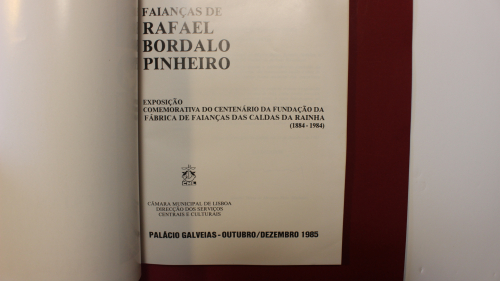 FAIANÇAS DE
RAFAEL
BORDALO
PINHEIRO
EXPOSIÇÃO
COMEMORATIVA DO CENTENÁRIO DA FUNDAÇÃO DA
FÁBRICA DE FAIANÇAS DAS CALDAS DA RAINHA
(1884-1984)
CÂMARA MUNICIPAL DE LISBOA
DIRECÇÃO DOS SERVIÇOS
CENTRAIS E CULTURAIS
PALÁCIO GALVEIAS - OUTUBRO/DEZEMBRO 1985